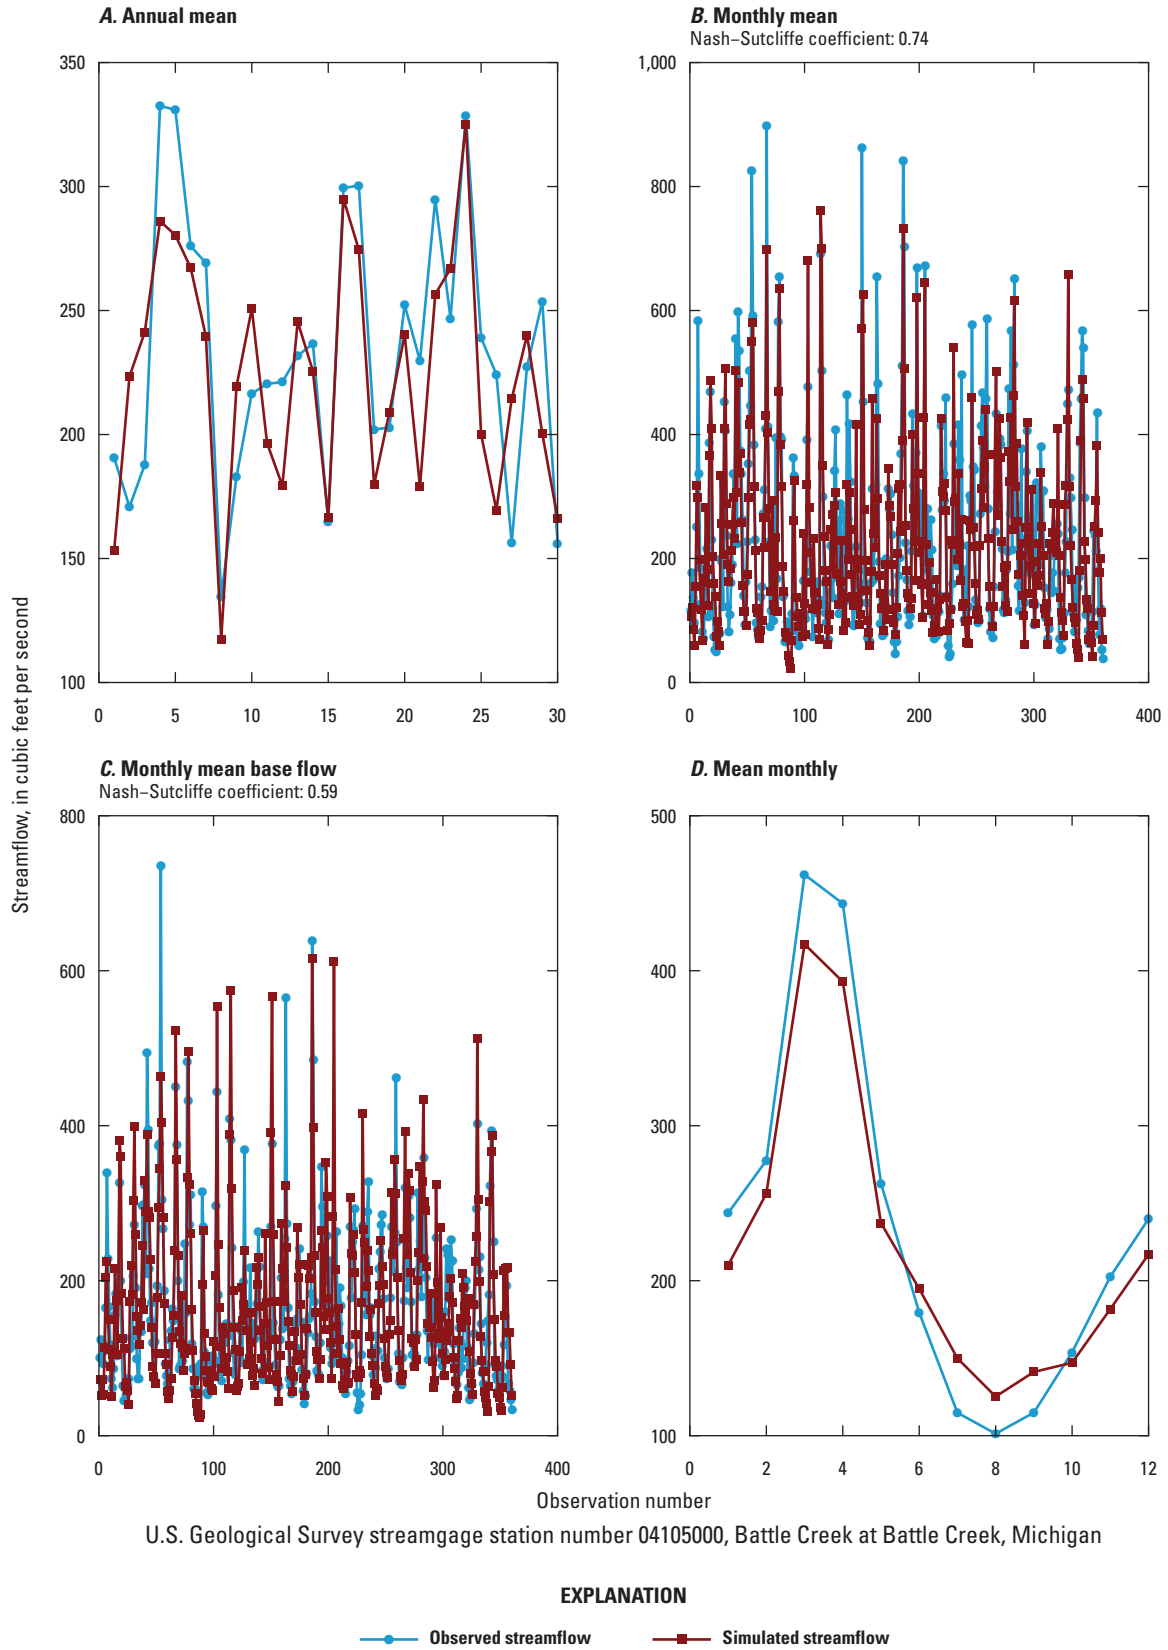 A. Annual mean
350
300
250
200
150
100
0 5 10 15 20 25 30
B. Monthly mean
Nash–Sutcliffe coefficient: 0.74
1,000
800
600
400
200
0
0 100 200 300 400
C. Monthly mean base flow
Nash–Sutcliffe coefficient: 0.59
800
600
400
200
0
0 100 200 300 400
D. Mean monthly
500
400
300
200
100
0 2 4 6 8 10 12
Streamflow, in cubic feet per second
Observation number
U.S. Geological Survey streamgage station number 04105000, Battle Creek at Battle Creek, Michigan
EXPLANATION
Observed streamflow
Simulated streamflow